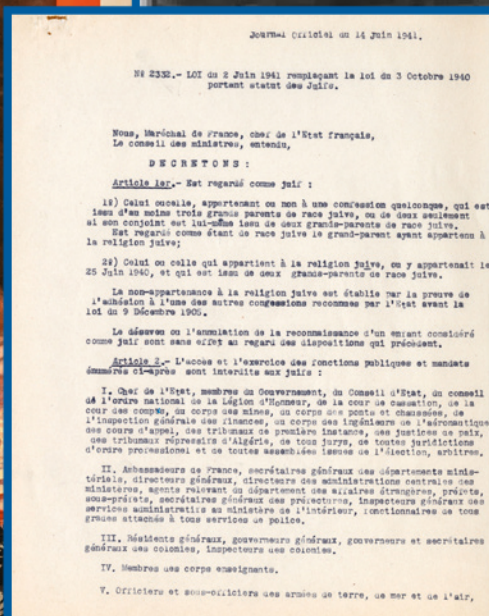 Journal Officiel du 14 Juin 1941.
N° 2332.- LOI du 2 Juin 1941 remplaçant la loi du 3 Octobre 1940
portant statut des Juifs.
Nous, Maréchal de France, chef de l'Etat français,
Le conseil des ministres, entendu,
DECRETONS :
Article 1er.- Est regardé comme juif :
1°) Celui oucelle, appartenant ou non à une confession quelconque, qui est
issu d'au moins trois grands parents de race juive, ou de deux seulement
si son conjoint est lui-même issu de deux grands-parents de race juive.
Est regardé comme étant de race juive le grand-parent ayant appartenu à
la religion juive;
2°) Celui ou celle qui appartient à la religion juive, ou y appartenait le
25 Juin 1940, et qui est issu de deux grands-parents de race juive.
La non-appartenance à la religion juive est établie par la preuve de
l'adhésion à l'une des autres confessions reconnues par l'Etat avant la
loi du 9 Décembre 1905.
Le désaveu ou l'annulation de la reconnaissance d'un enfant considéré
comme juif sont sans effet au regard des dispositions qui précèdent.
Article 2.- L'accès et l'exercice des fonctions publiques et mandats
énumérés ci-après sont interdits aux juifs :
I. Chef de l'Etat, membres du Gouvernement, du Conseil d'Etat, du conseil
dé l'ordre national de la Légion d'Honneur, de la cour de cassation, de la
cour des comptes, du corps des mines, du corps des ponts et chaussées, de
l'inspection générale des finances, du corps des ingénieurs de l'aéronautique
des cours d'appel, des tribunaux de première instance, des justices de paix,
des tribunaux répressifs d'Algérie, de tous jurys, de toutes juridictions
d'ordre professionnel et de toutes assemblées issues de l'élection, arbitres.
II. Ambassadeurs de France, secrétaires généraux des départements minis-
tériels, directeurs généraux, directeurs des administrations centrales des
ministères, agents relevant du département des affaires étrangères, préfets,
sous-préfets, secrétaires généraux des préfectures, inspecteurs généraux des
services administratifs au ministère de l'intérieur, fonctionnaires de tous
grades attachés à tous services de police.
III. Résidents généraux, gouverneurs généraux, gouverneurs et secrétaires
généraux des colonies, inspecteurs des colonies.
IV. Membres des corps enseignants.
V. Officiers et sous-officiers des armées de terre, de mer et de l'air,